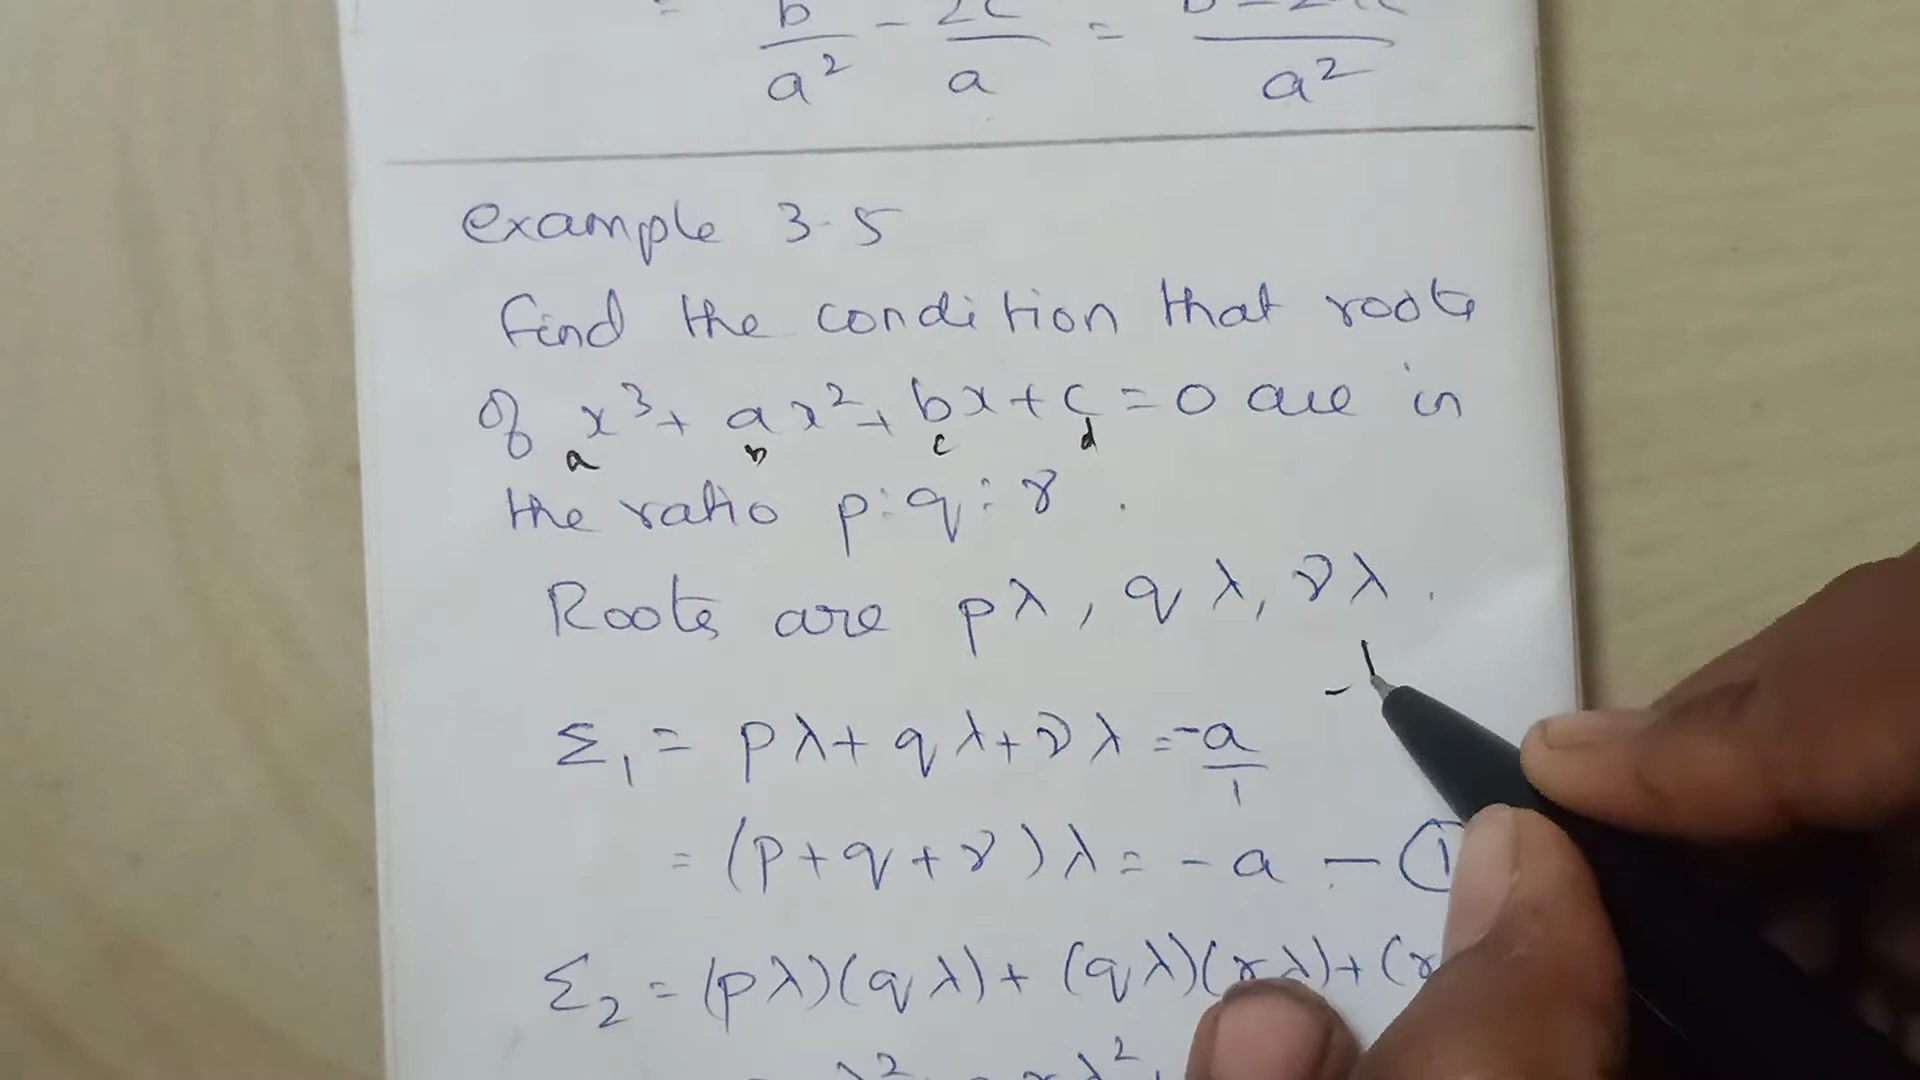 = b/a² - 2c/a =
a²
example 3.5
Find the condition that roots
of x³ + ax² + bx + c = 0 are in
a b c d
the ratio p : q : r .
Roots are pλ , qλ, rλ .
Σ₁ = pλ + qλ + rλ = -a/1
= (p + q + r)λ = - a — ①
Σ₂ = (pλ)(qλ) + (qλ)(rλ) + (r